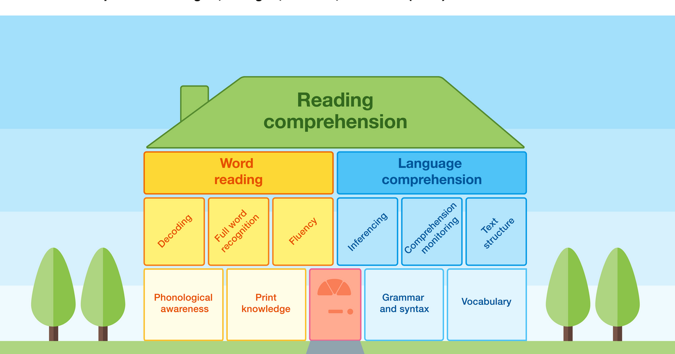 Reading
comprehension
Word
reading
Language
comprehension
Decoding
Full word
recognition
Fluency
Inferencing
Comprehension
monitoring
Text
structure
Phonological
awareness
Print
knowledge
Grammar
and syntax
Vocabulary